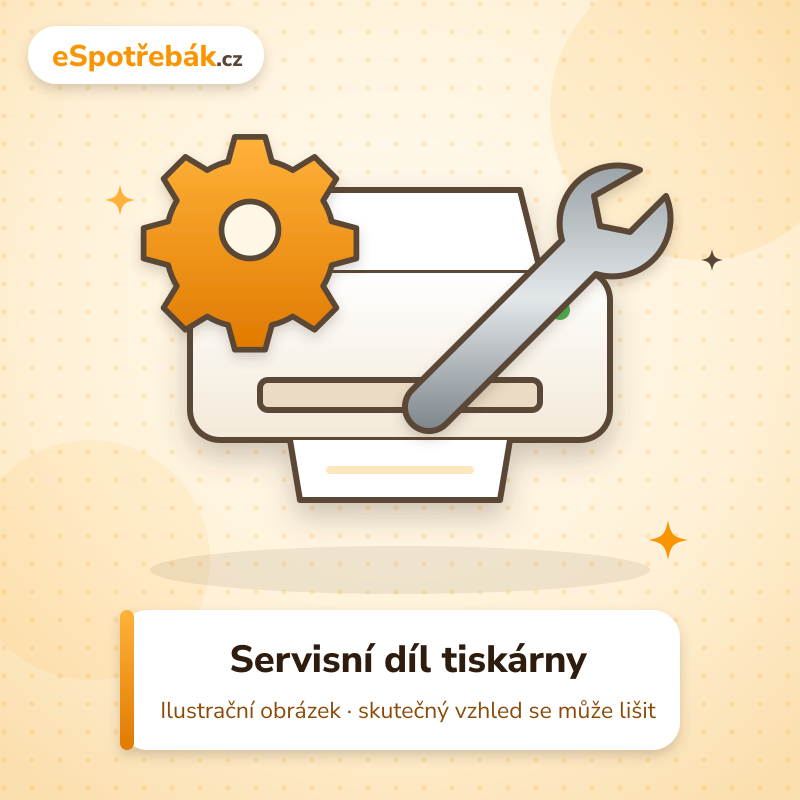 eSpotřebák.cz
Servisní díl tiskárny
Ilustrační obrázek · skutečný vzhled se může lišit